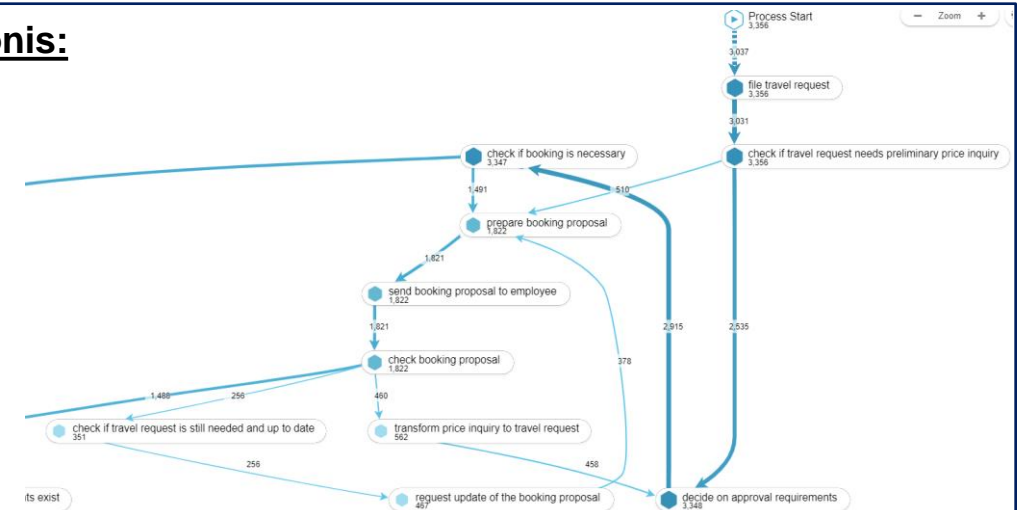 onis:
Process Start
3,356
− Zoom +
3,037
file travel request
3,356
3,031
check if booking is necessary
3,347
check if travel request needs preliminary price inquiry
3,356
1,491
510
prepare booking proposal
1,822
1,821
send booking proposal to employee
1,822
1,821
2,915
2,535
check booking proposal
1,822
378
1,486
256
460
check if travel request is still needed and up to date
351
transform price inquiry to travel request
562
256
458
nts exist
request update of the booking proposal
467
decide on approval requirements
3,348